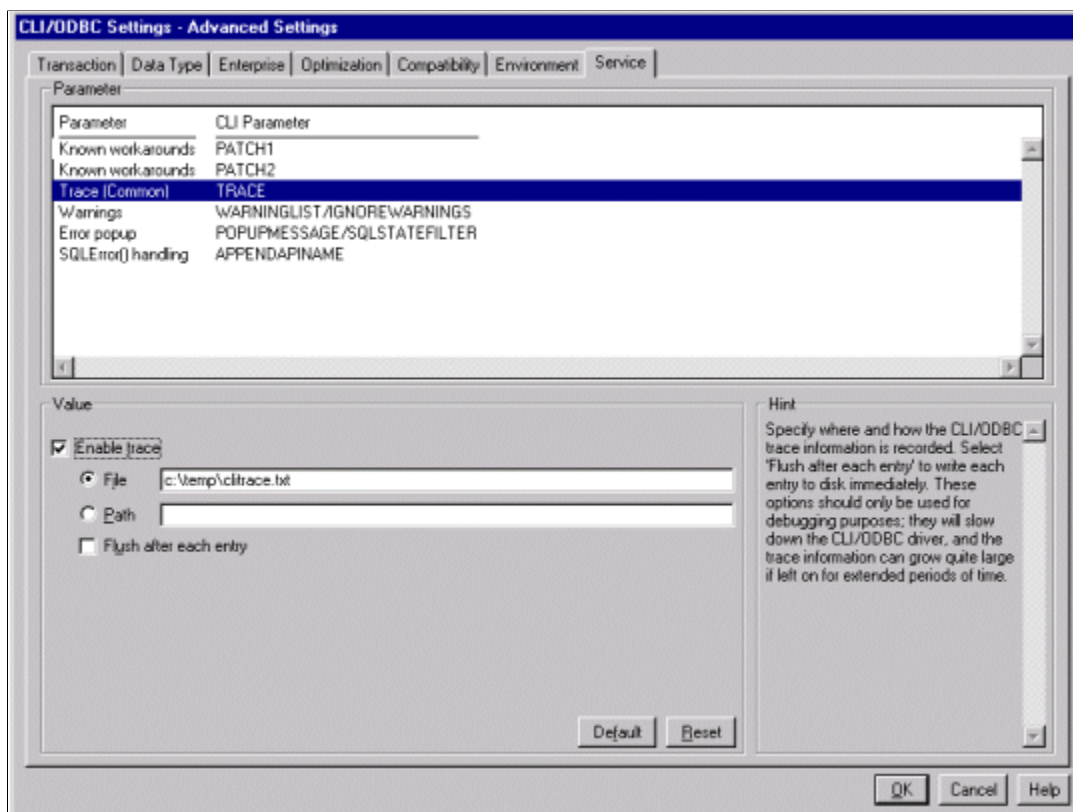 CLI/ODBC Settings - Advanced Settings
Transaction Data Type Enterprise Optimization Compatibility Environment Service
Parameter
Parameter CLI Parameter
Known workarounds PATCH1
Known workarounds PATCH2
Trace (Common) TRACE
Warnings WARNINGLIST/IGNOREWARNINGS
Error popup POPUPMESSAGE/SQLSTATEFILTER
SQLError() handling APPENDAPINAME
Value
Enable trace
File c:\temp\clitrace.txt
Path
Flush after each entry
Default Reset
Hint
Specify where and how the CLI/ODBC
trace information is recorded. Select
'Flush after each entry' to write each
entry to disk immediately. These
options should only be used for
debugging purposes; they will slow
down the CLI/ODBC driver, and the
trace information can grow quite large
if left on for extended periods of time.
OK Cancel Help